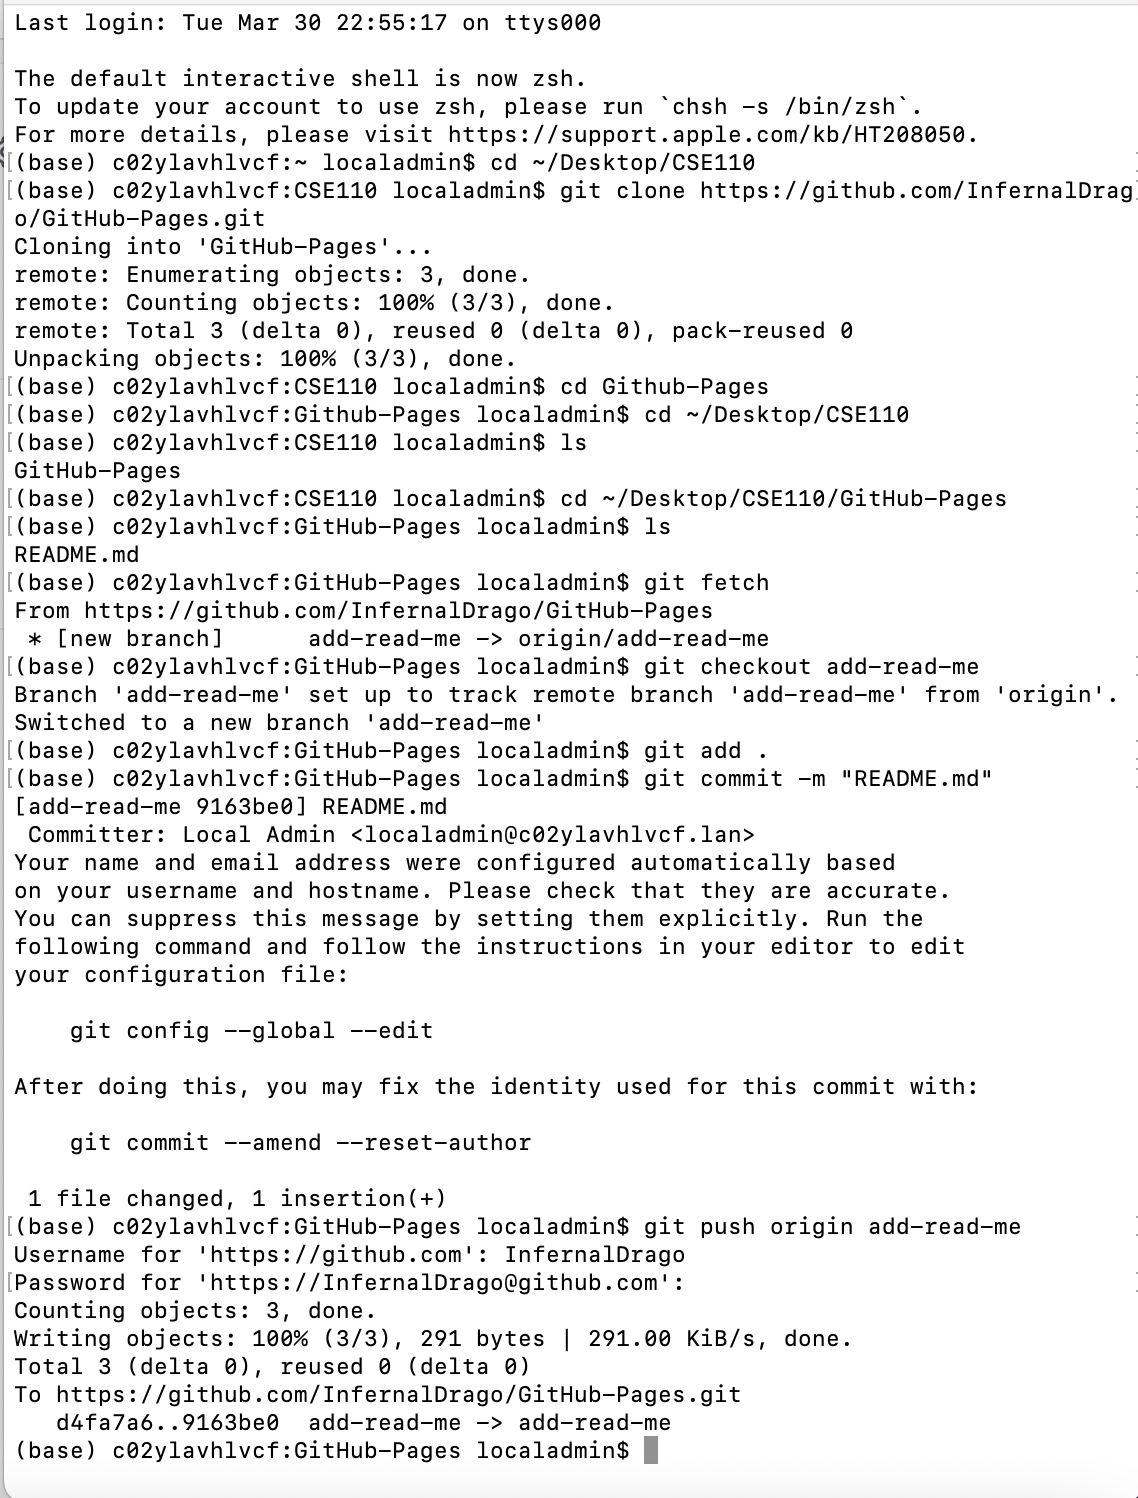 Last login: Tue Mar 30 22:55:17 on ttys000

The default interactive shell is now zsh.
To update your account to use zsh, please run `chsh -s /bin/zsh`.
For more details, please visit https://support.apple.com/kb/HT208050.
[(base) c02ylavhlvcf:~ localadmin$ cd ~/Desktop/CSE110
[(base) c02ylavhlvcf:CSE110 localadmin$ git clone https://github.com/InfernalDrag
o/GitHub-Pages.git
Cloning into 'GitHub-Pages'...
remote: Enumerating objects: 3, done.
remote: Counting objects: 100% (3/3), done.
remote: Total 3 (delta 0), reused 0 (delta 0), pack-reused 0
Unpacking objects: 100% (3/3), done.
[(base) c02ylavhlvcf:CSE110 localadmin$ cd Github-Pages
[(base) c02ylavhlvcf:Github-Pages localadmin$ cd ~/Desktop/CSE110
[(base) c02ylavhlvcf:CSE110 localadmin$ ls
GitHub-Pages
[(base) c02ylavhlvcf:CSE110 localadmin$ cd ~/Desktop/CSE110/GitHub-Pages
[(base) c02ylavhlvcf:GitHub-Pages localadmin$ ls
README.md
[(base) c02ylavhlvcf:GitHub-Pages localadmin$ git fetch
From https://github.com/InfernalDrago/GitHub-Pages
 * [new branch]      add-read-me -> origin/add-read-me
[(base) c02ylavhlvcf:GitHub-Pages localadmin$ git checkout add-read-me
Branch 'add-read-me' set up to track remote branch 'add-read-me' from 'origin'.
Switched to a new branch 'add-read-me'
[(base) c02ylavhlvcf:GitHub-Pages localadmin$ git add .
[(base) c02ylavhlvcf:GitHub-Pages localadmin$ git commit -m "README.md"
[add-read-me 9163be0] README.md
 Committer: Local Admin <localadmin@c02ylavhlvcf.lan>
Your name and email address were configured automatically based
on your username and hostname. Please check that they are accurate.
You can suppress this message by setting them explicitly. Run the
following command and follow the instructions in your editor to edit
your configuration file:

    git config --global --edit

After doing this, you may fix the identity used for this commit with:

    git commit --amend --reset-author

 1 file changed, 1 insertion(+)
[(base) c02ylavhlvcf:GitHub-Pages localadmin$ git push origin add-read-me
Username for 'https://github.com': InfernalDrago
[Password for 'https://InfernalDrago@github.com':
Counting objects: 3, done.
Writing objects: 100% (3/3), 291 bytes | 291.00 KiB/s, done.
Total 3 (delta 0), reused 0 (delta 0)
To https://github.com/InfernalDrago/GitHub-Pages.git
   d4fa7a6..9163be0  add-read-me -> add-read-me
(base) c02ylavhlvcf:GitHub-Pages localadmin$